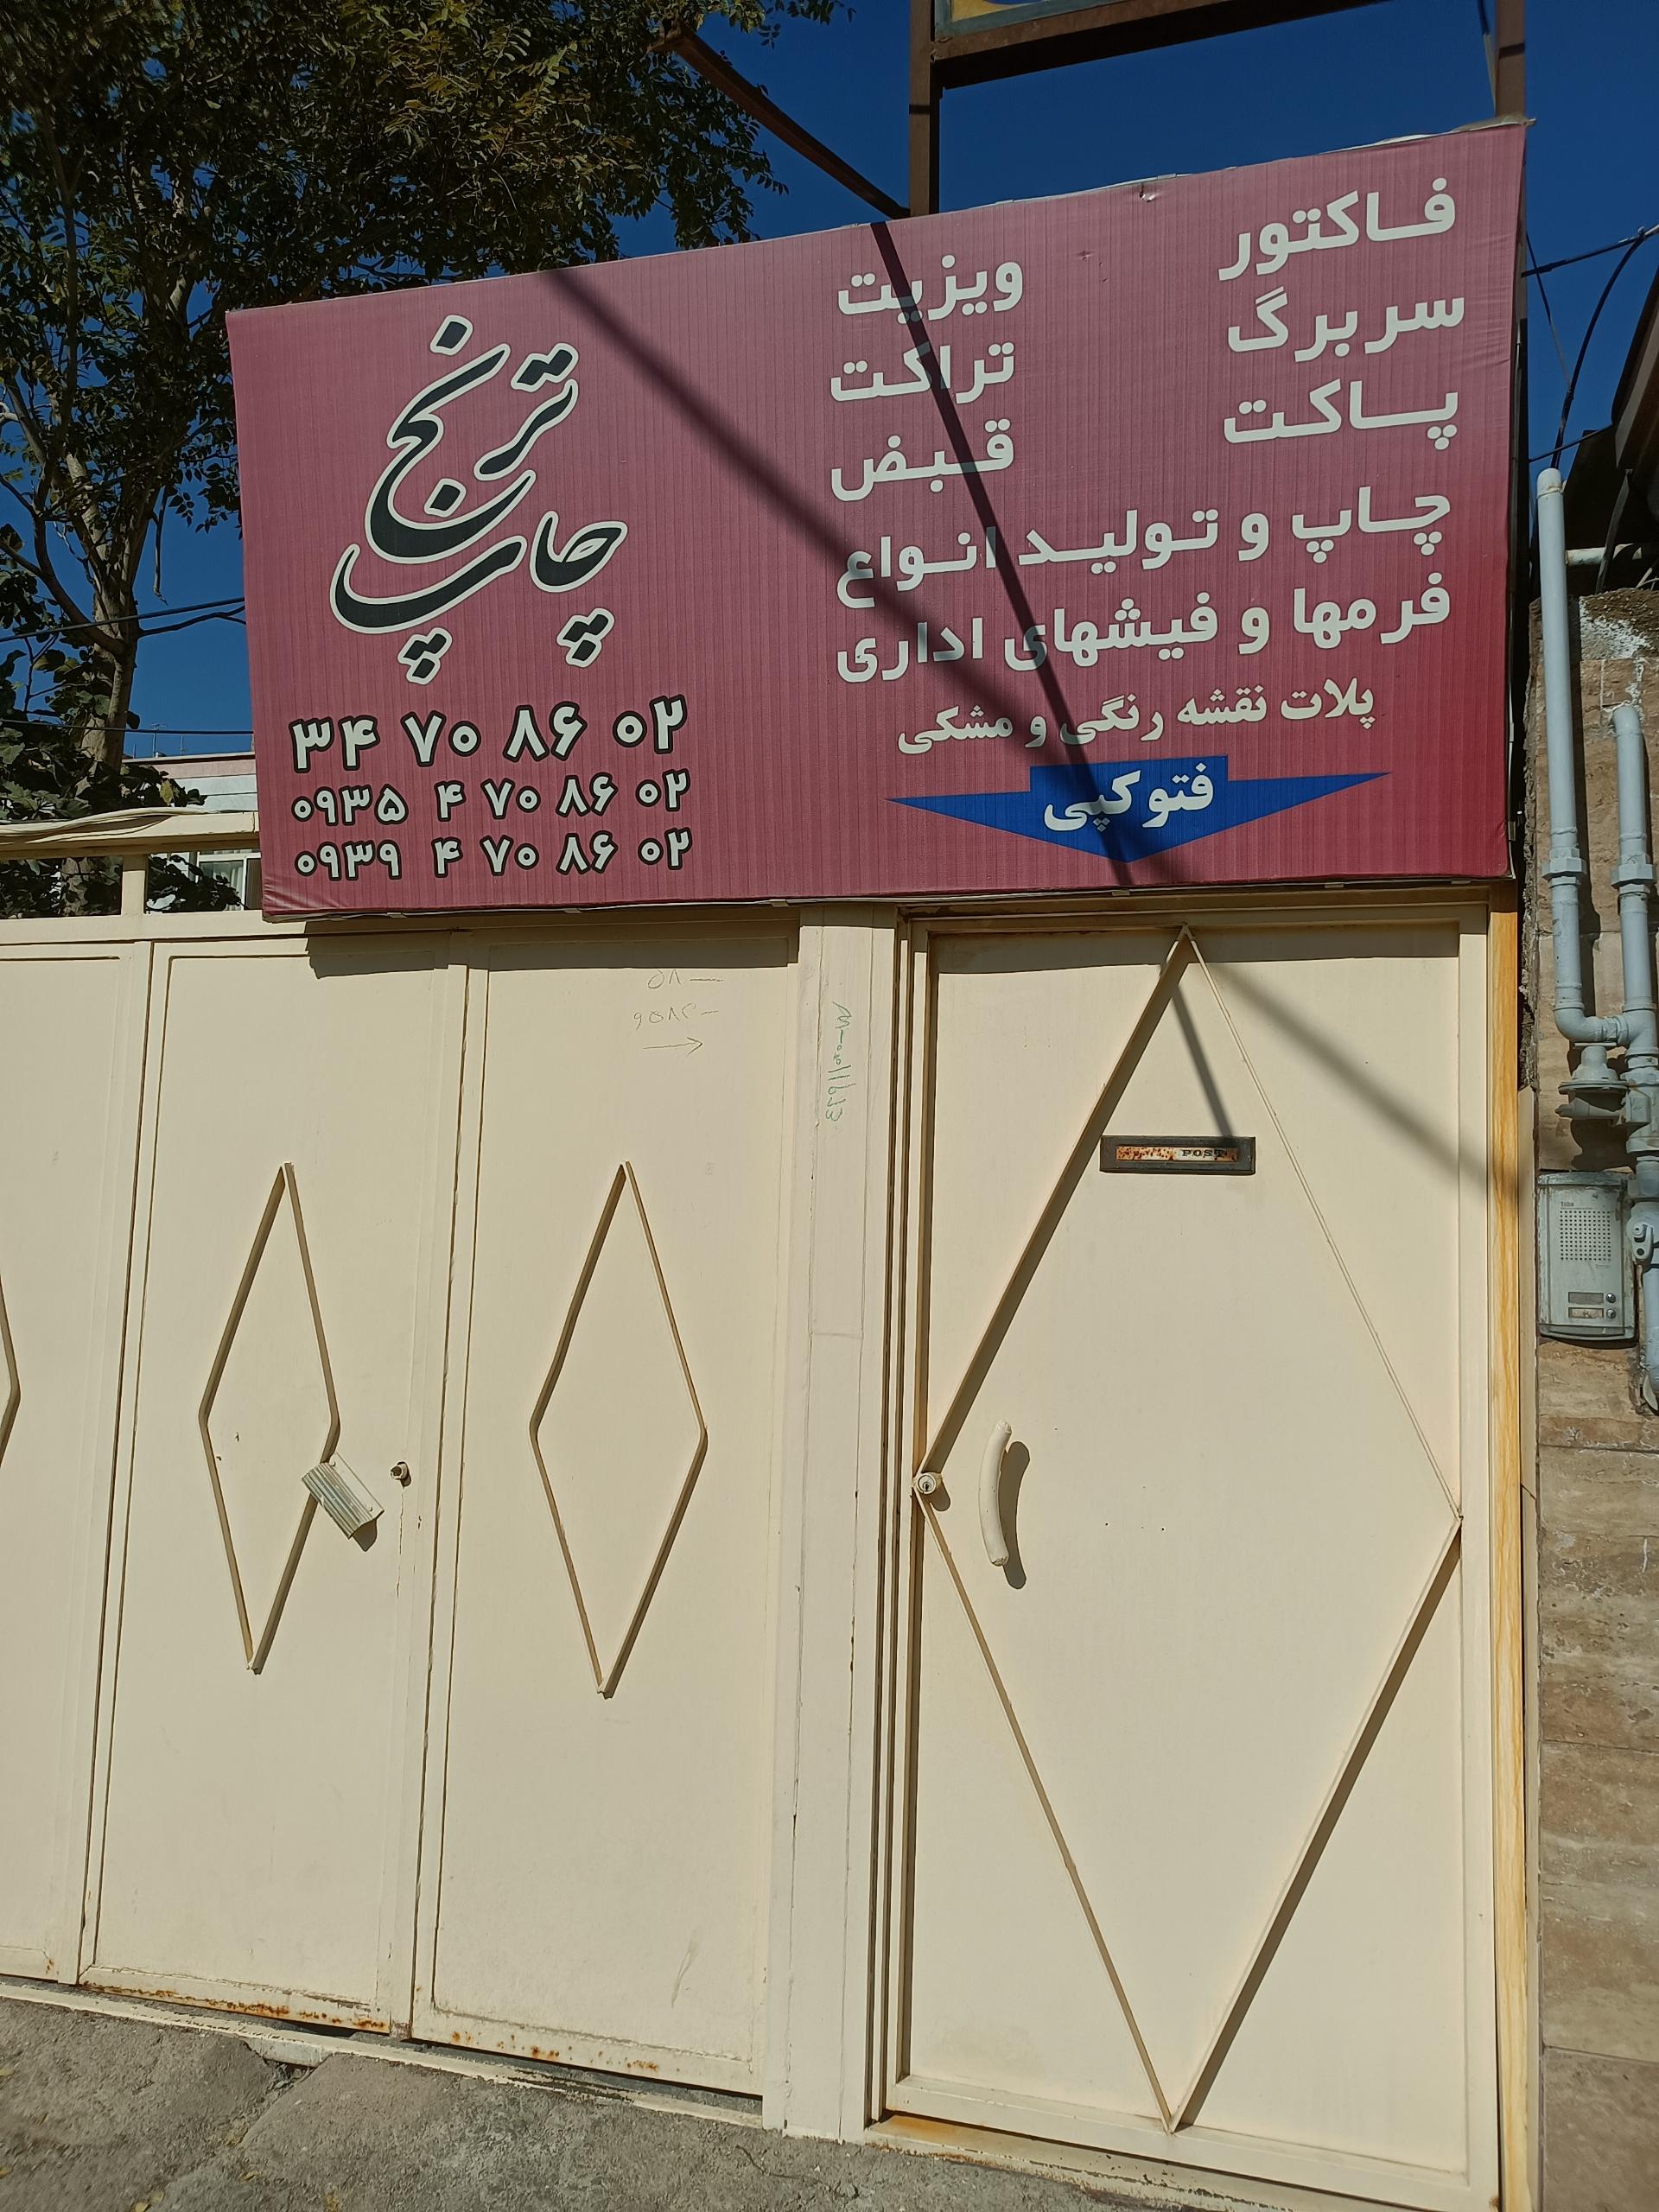 فاکتور
سربرگ
پاکت
ویزیت
تراکت
قبض
چاپ و تولید انواع
فرمها و فیشهای اداری
پلات نقشه رنگی و مشکی
فتوکپی
ترنج
چاپ
۳۴ ۷۰ ۸۶ ۰۲
۰۹۳۵ ۴ ۷۰ ۸۶ ۰۲
۰۹۳۹ ۴ ۷۰ ۸۶ ۰۲
POST